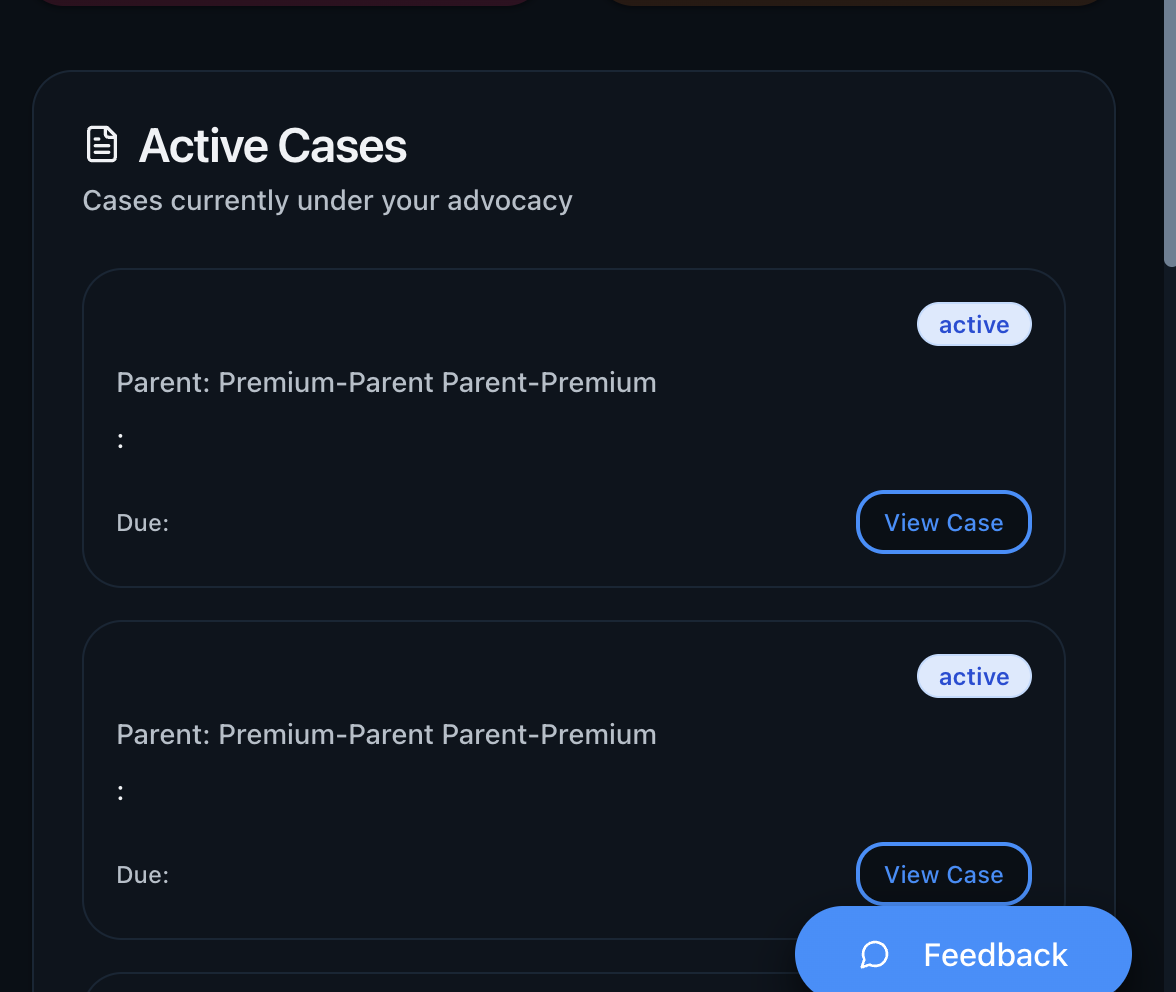 Active Cases
Cases currently under your advocacy
active
Parent: Premium-Parent Parent-Premium
:
Due:
View Case
active
Parent: Premium-Parent Parent-Premium
:
Due:
View Case
Feedback